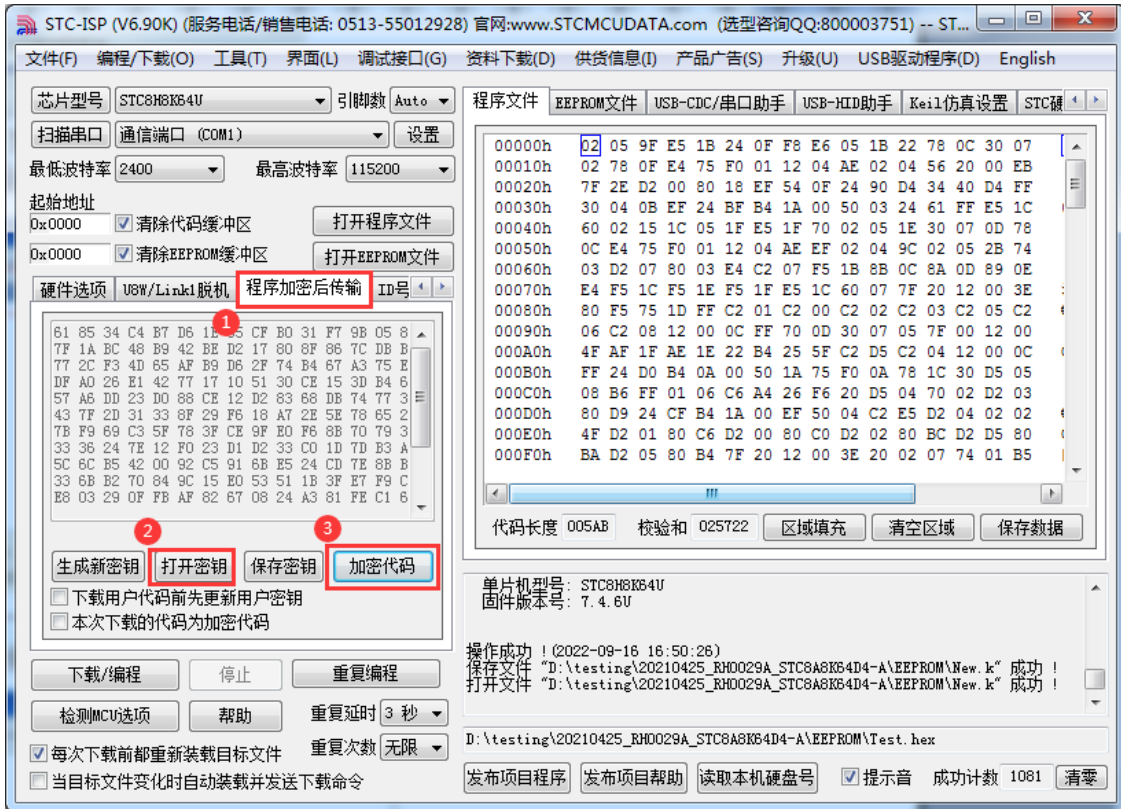 STC-ISP (V6.90K) (服务电话/销售电话: 0513-55012928) 官网:www.STCMCUDATA.com (选型咨询QQ:800003751) -- ST...
文件(F) 编程/下载(O) 工具(T) 界面(L) 调试接口(G) 资料下载(D) 供货信息(I) 产品广告(S) 升级(U) USB驱动程序(D) English
芯片型号 STC8H8K64U 引脚数 Auto
扫描串口 通信端口 (COM1) 设置
最低波特率 2400 最高波特率 115200
起始地址
0x0000 清除代码缓冲区 打开程序文件
0x0000 清除EEPROM缓冲区 打开EEPROM文件
硬件选项 U8W/Link1脱机 程序加密后传输 ID号
1
61 85 34 C4 B7 D6 CF B0 31 F7 9B 05 8
7F 1A BC 48 B9 42 BE D2 17 80 8F 86 7C DB B
77 2C F3 4D 65 AF B9 D6 2F 74 B4 67 A3 75 E
DF A0 26 E1 42 77 17 10 51 30 CE 15 3D B4 6
57 A6 DD 23 D0 88 CE 12 D2 83 68 DB 74 77 3
43 7F 2D 31 33 8F 29 F6 18 A7 2E 5E 78 65 2
7B F9 69 C3 5F 78 3F CE 9F E0 F6 8B 70 79 3
33 36 24 7E 12 F0 23 D1 D2 33 C0 1D 7D B3 A
5C 6C B5 42 00 92 C5 91 6B E5 24 CD 7E 8B B
33 6B B2 70 84 9C 15 E0 53 51 1B 3F E7 F9 C
E8 03 29 0F FB AF 82 67 08 24 A3 81 FE C1 6
2 3
生成新密钥 打开密钥 保存密钥 加密代码
下载用户代码前先更新用户密钥
本次下载的代码为加密代码
下载/编程 停止 重复编程
检测MCU选项 帮助 重复延时 3 秒
每次下载前都重新装载目标文件 重复次数 无限
当目标文件变化时自动装载并发送下载命令
程序文件 EEPROM文件 USB-CDC/串口助手 USB-HID助手 Keil仿真设置 STC硬
00000h 02 05 9F E5 1B 24 0F F8 E6 05 1B 22 78 0C 30 07
00010h 02 78 0F E4 75 F0 01 12 04 AE 02 04 56 20 00 EB
00020h 7F 2E D2 00 80 18 EF 54 0F 24 90 D4 34 40 D4 FF
00030h 30 04 0B EF 24 BF B4 1A 00 50 03 24 61 FF E5 1C
00040h 60 02 15 1C 05 1F E5 1F 70 02 05 1E 30 07 0D 78
00050h 0C E4 75 F0 01 12 04 AE EF 02 04 9C 02 05 2B 74
00060h 03 D2 07 80 03 E4 C2 07 F5 1B 8B 0C 8A 0D 89 0E
00070h E4 F5 1C F5 1E F5 1F E5 1C 60 07 7F 20 12 00 3E
00080h 80 F5 75 1D FF C2 01 C2 00 C2 02 C2 03 C2 05 C2
00090h 06 C2 08 12 00 0C FF 70 0D 30 07 05 7F 00 12 00
000A0h 4F AF 1F AE 1E 22 B4 25 5F C2 D5 C2 04 12 00 0C
000B0h FF 24 D0 B4 0A 00 50 1A 75 F0 0A 78 1C 30 D5 05
000C0h 08 B6 FF 01 06 C6 A4 26 F6 20 D5 04 70 02 D2 03
000D0h 80 D9 24 CF B4 1A 00 EF 50 04 C2 E5 D2 04 02 02
000E0h 4F D2 01 80 C6 D2 00 80 C0 D2 02 80 BC D2 D5 80
000F0h BA D2 05 80 B4 7F 20 12 00 3E 20 02 07 74 01 B5
代码长度 005AB 校验和 025722 区域填充 清空区域 保存数据
单片机型号: STC8H8K64U
固件版本号: 7.4.6U
操作成功 !(2022-09-16 16:50:26)
保存文件 "D:\testing\20210425_RH0029A_STC8A8K64D4-A\EEPROM\New.k" 成功 !
打开文件 "D:\testing\20210425_RH0029A_STC8A8K64D4-A\EEPROM\New.k" 成功 !
D:\testing\20210425_RH0029A_STC8A8K64D4-A\EEPROM\Test.hex
发布项目程序 发布项目帮助 读取本机硬盘号 提示音 成功计数 1081 清零